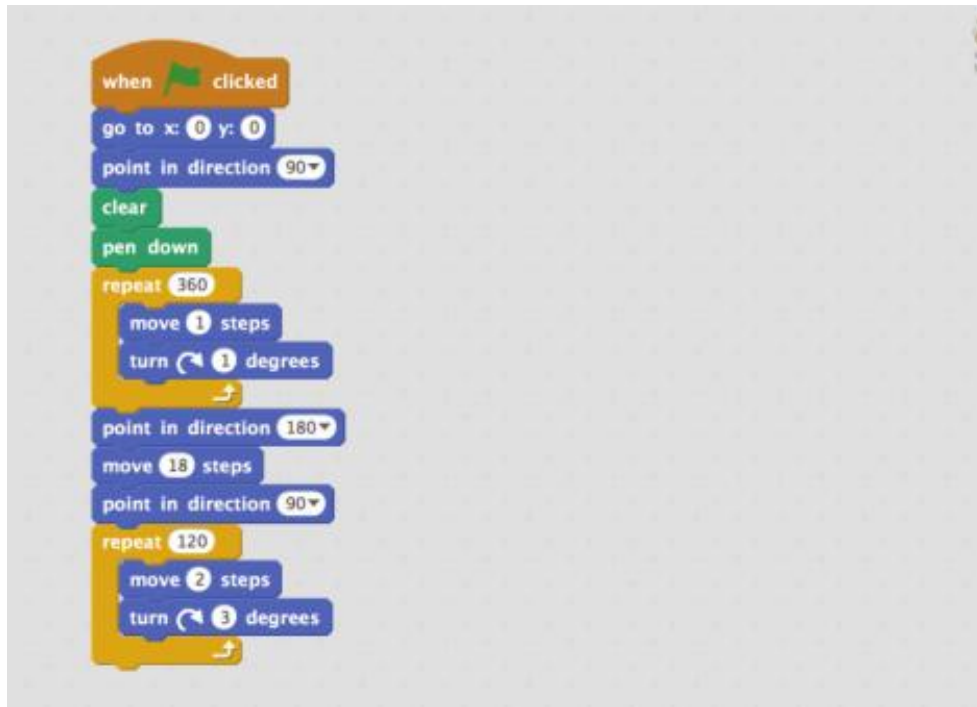 when clicked
go to x: 0 y: 0
point in direction 90
clear
pen down
repeat 360
move 1 steps
turn 1 degrees
point in direction 180
move 18 steps
point in direction 90
repeat 120
move 2 steps
turn 3 degrees